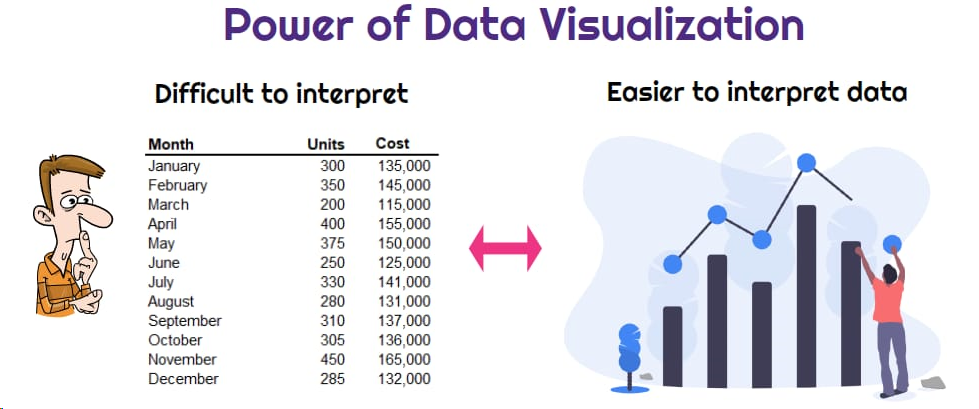 Power of Data Visualization
Difficult to interpret
Easier to interpret data
Month Units Cost
January 300 135,000
February 350 145,000
March 200 115,000
April 400 155,000
May 375 150,000
June 250 125,000
July 330 141,000
August 280 131,000
September 310 137,000
October 305 136,000
November 450 165,000
December 285 132,000